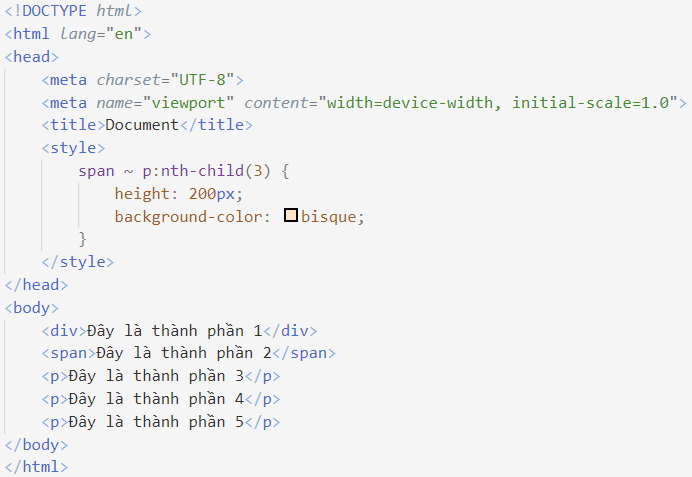 <!DOCTYPE html>
<html lang="en">
<head>
    <meta charset="UTF-8">
    <meta name="viewport" content="width=device-width, initial-scale=1.0">
    <title>Document</title>
    <style>
        span ~ p:nth-child(3) {
            height: 200px;
            background-color: bisque;
        }
    </style>
</head>
<body>
    <div>Đây là thành phần 1</div>
    <span>Đây là thành phần 2</span>
    <p>Đây là thành phần 3</p>
    <p>Đây là thành phần 4</p>
    <p>Đây là thành phần 5</p>
</body>
</html>